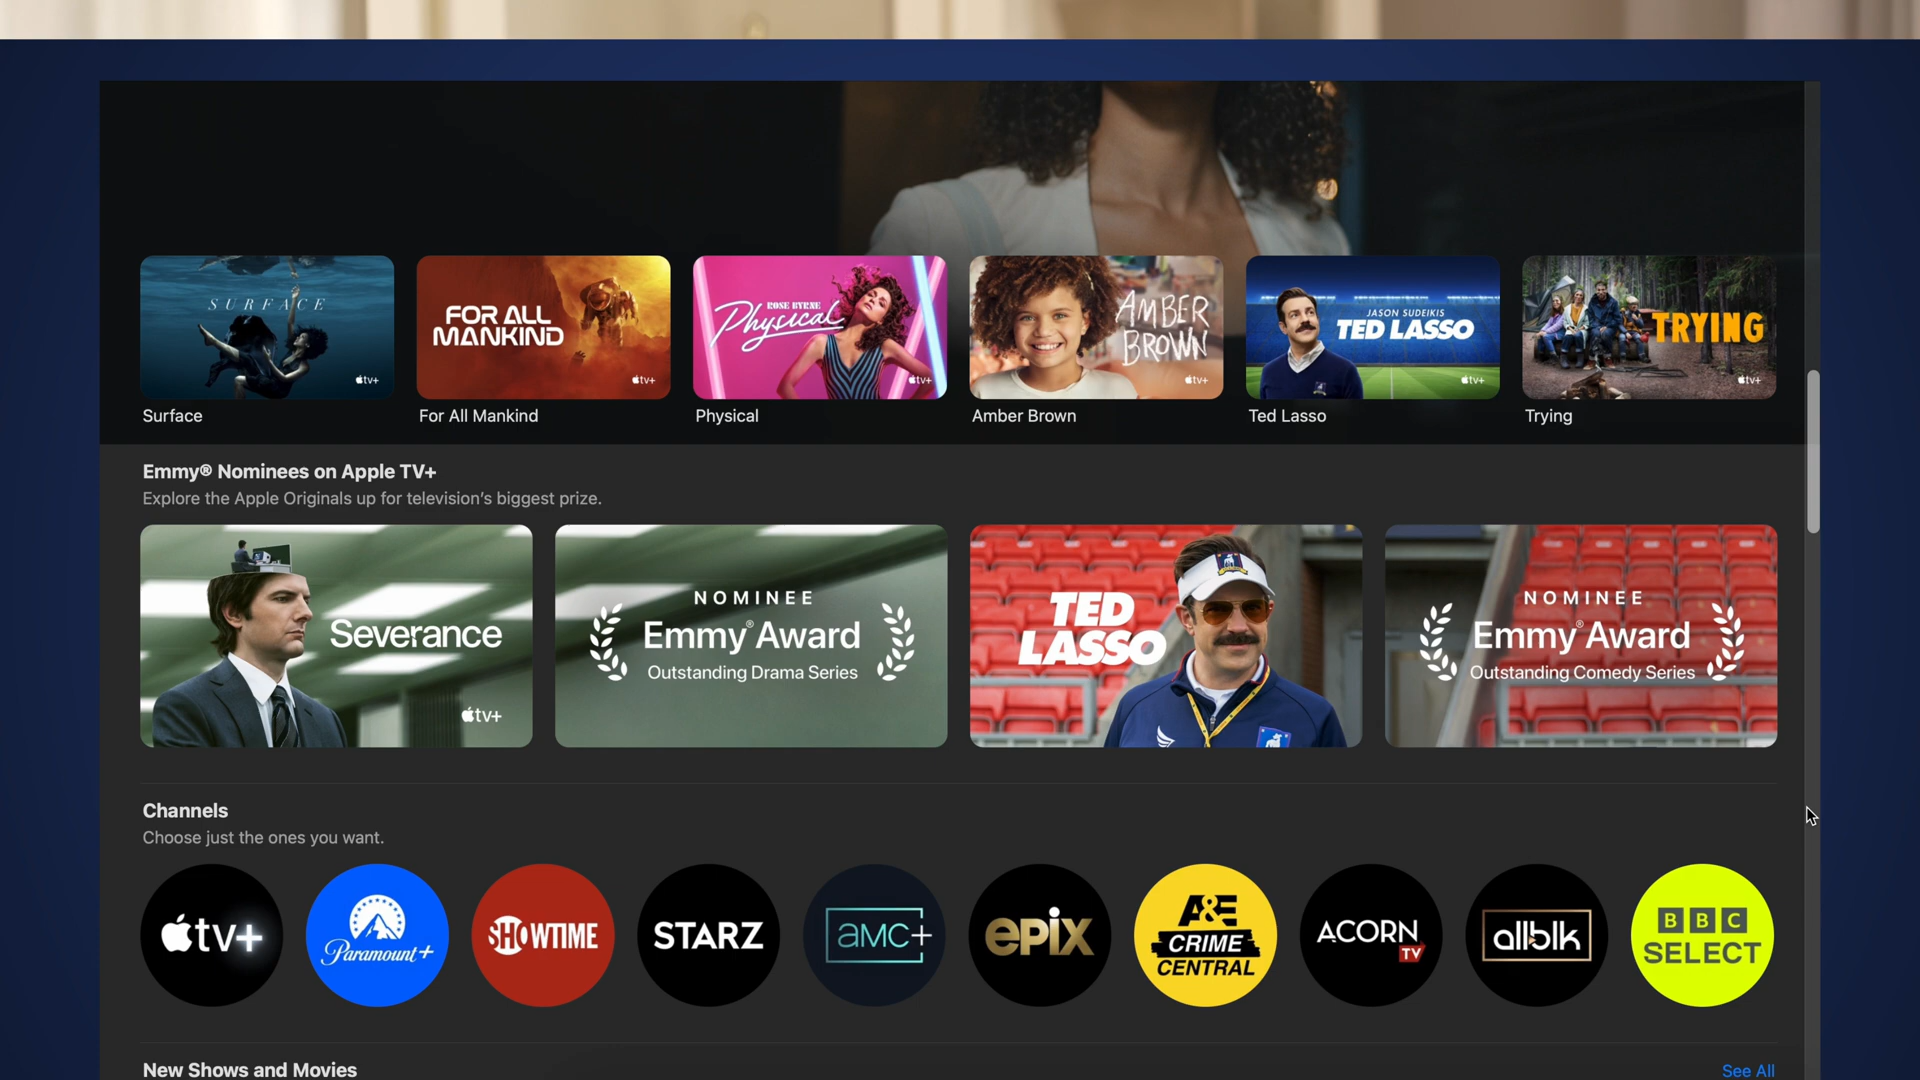 SURFACE
tv+
FOR ALL
MANKIND
tv+
ROSE BYRNE
Physical
tv+
AMBER
BROWN
tv+
JASON SUDEIKIS
TED LASSO
tv+
TRYING
tv+
Surface
For All Mankind
Physical
Amber Brown
Ted Lasso
Trying
Emmy® Nominees on Apple TV+
Explore the Apple Originals up for television's biggest prize.
Severance
tv+
NOMINEE
Emmy® Award
Outstanding Drama Series
TED
LASSO
NOMINEE
Emmy® Award
Outstanding Comedy Series
Channels
Choose just the ones you want.
tv+
Paramount+
SHOWTIME
STARZ
aMC+
epix
A&E
CRIME
CENTRAL
ACORN
TV
allblk
BBC
SELECT
New Shows and Movies
See All